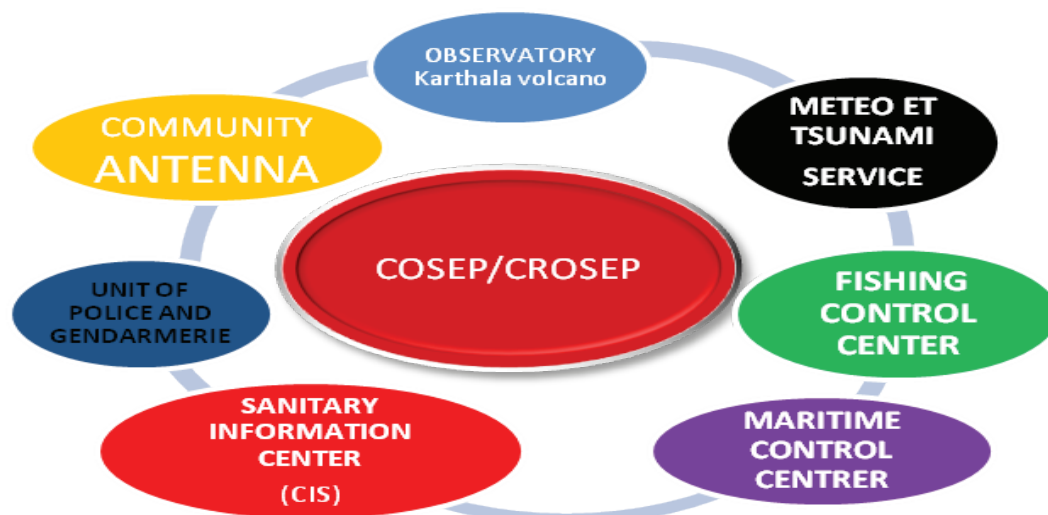 OBSERVATORY
Karthala volcano
METEO ET
TSUNAMI
SERVICE
COMMUNITY
ANTENNA
COSEP/CROSEP
FISHING
CONTROL
CENTER
UNIT OF
POLICE AND
GENDARMERIE
SANITARY
INFORMATION
CENTER
(CIS)
MARITIME
CONTROL
CENTRER